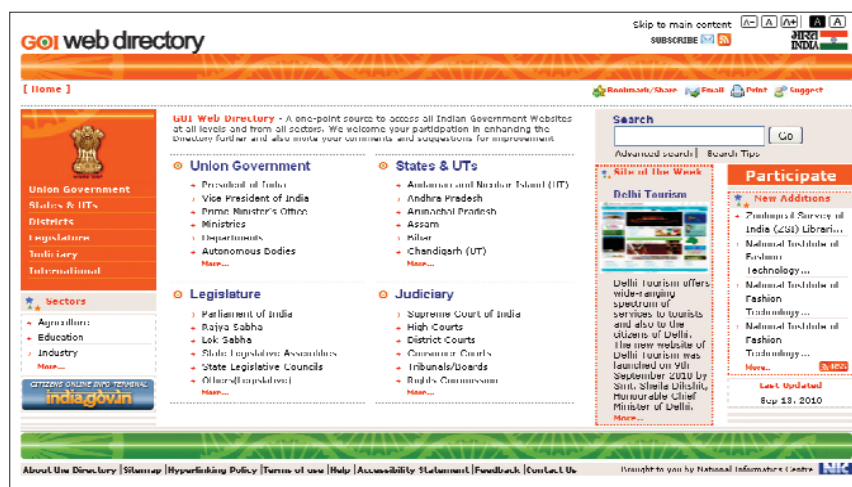 Skip to main content A- A A+ A A
GOI web directory
SUBSCRIBE
भारत
INDIA
[ Home ]
Bookmark/Share Email Print Suggest
GOI Web Directory - A one-point source to access all Indian Government Websites
at all levels and from all sectors. We welcome your participation in enhancing the
Directory further and also invite your comments and suggestions for improvement
Union Government
States & UTs
Districts
Legislature
Judiciary
International
Sectors
Agriculture
Education
Industry
More...
CITIZENS ONLINE INFO TERMINAL
india.gov.in
Union Government
President of India
Vice President of India
Prime Minister's Office
Ministries
Departments
Autonomous Bodies
More...
States & UTs
Andaman and Nicobar Island (UT)
Andhra Pradesh
Arunachal Pradesh
Assam
Bihar
Chandigarh (UT)
More...
Legislature
Parliament of India
Rajya Sabha
Lok Sabha
State Legislative Assemblies
State Legislative Councils
Others(Legislative)
More...
Judiciary
Supreme Court of India
High Courts
District Courts
Consumer Courts
Tribunals/Boards
Rights Commission
More...
Search
Go
Advanced search | Search Tips
Site of the Week
Delhi Tourism
Delhi Tourism offers
wide-ranging
spectrum of
services to tourists
and also to the
citizens of Delhi.
The new website of
Delhi Tourism was
launched on 9th
September 2010 by
Smt. Sheila Dikshit,
Honourable Chief
Minister of Delhi.
More...
Participate
New Additions
Zoological Survey of
India (ZSI) Librari...
National Institute of
Fashion
Technology...
National Institute of
Fashion
Technology...
National Institute of
Fashion
Technology...
More.. RSS
Last Updated
Sep 13, 2010
About the Directory |Sitemap |Hyperlinking Policy |Terms of use |Help |Accessibility Statement |Feedback |Contact Us
Brought to you by National Informatics Centre NIC